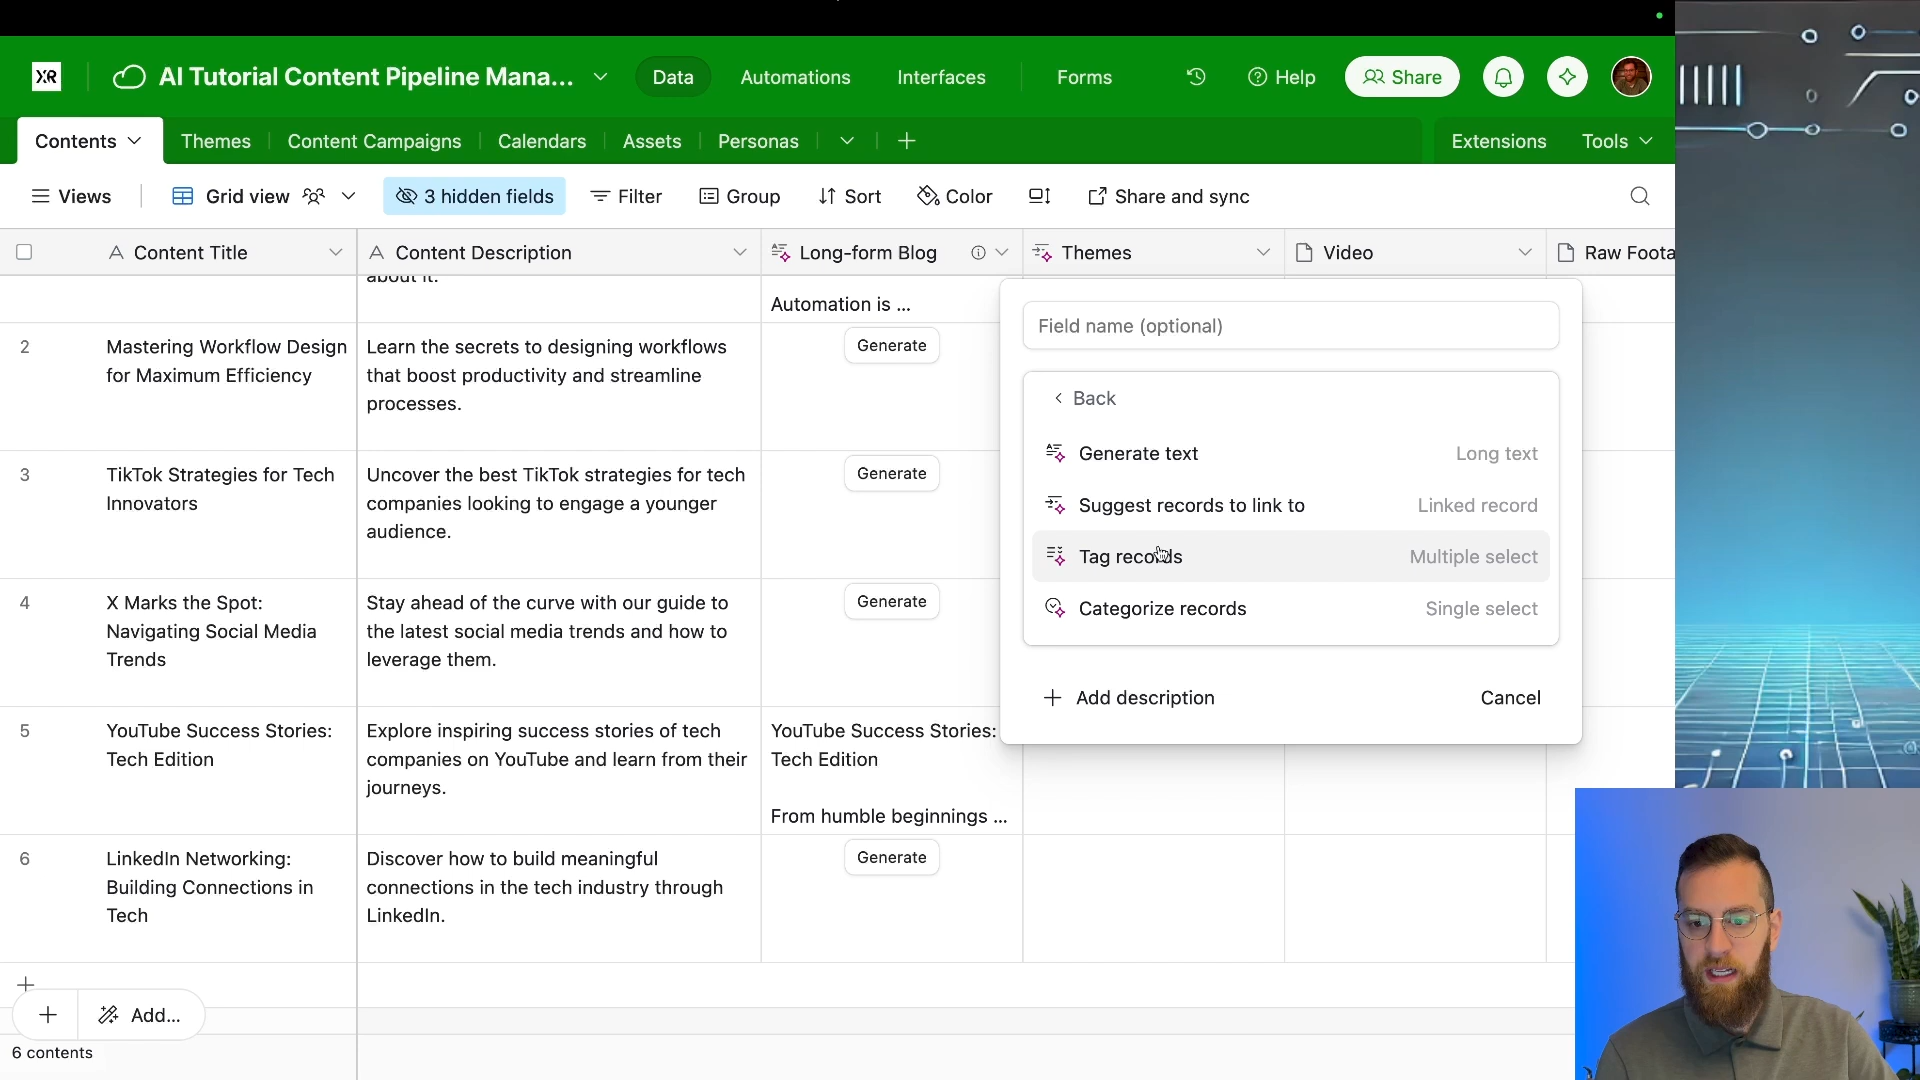 XR
AI Tutorial Content Pipeline Mana...
Data
Automations
Interfaces
Forms
Help
Share
Contents
Themes
Content Campaigns
Calendars
Assets
Personas
Extensions
Tools
Views
Grid view
3 hidden fields
Filter
Group
Sort
Color
Share and sync
Content Title
Content Description
Long-form Blog
Themes
Video
Raw Foota
about it.
Automation is ...
2
Mastering Workflow Design
for Maximum Efficiency
Learn the secrets to designing workflows
that boost productivity and streamline
processes.
Generate
3
TikTok Strategies for Tech
Innovators
Uncover the best TikTok strategies for tech
companies looking to engage a younger
audience.
Generate
4
X Marks the Spot:
Navigating Social Media
Trends
Stay ahead of the curve with our guide to
the latest social media trends and how to
leverage them.
Generate
5
YouTube Success Stories:
Tech Edition
Explore inspiring success stories of tech
companies on YouTube and learn from their
journeys.
YouTube Success Stories:
Tech Edition
From humble beginnings ...
6
LinkedIn Networking:
Building Connections in
Tech
Discover how to build meaningful
connections in the tech industry through
LinkedIn.
Generate
Field name (optional)
Back
Generate text
Long text
Suggest records to link to
Linked record
Tag records
Multiple select
Categorize records
Single select
Add description
Cancel
Add...
6 contents